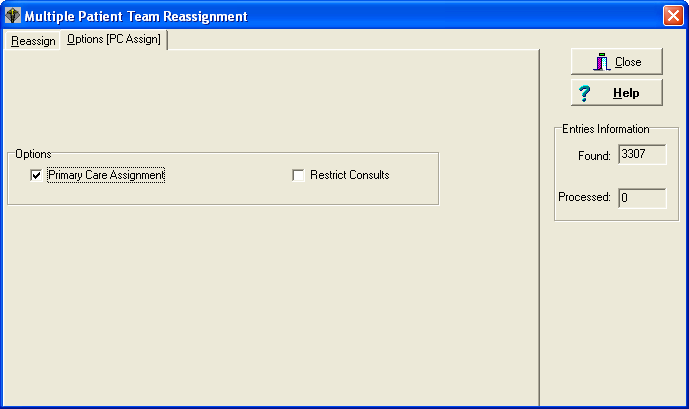 Multiple Patient Team Reassignment
Reassign
Options [PC Assign]
Close
Help
Entries Information
Found: 3307
Processed: 0
Options
Primary Care Assignment
Restrict Consults